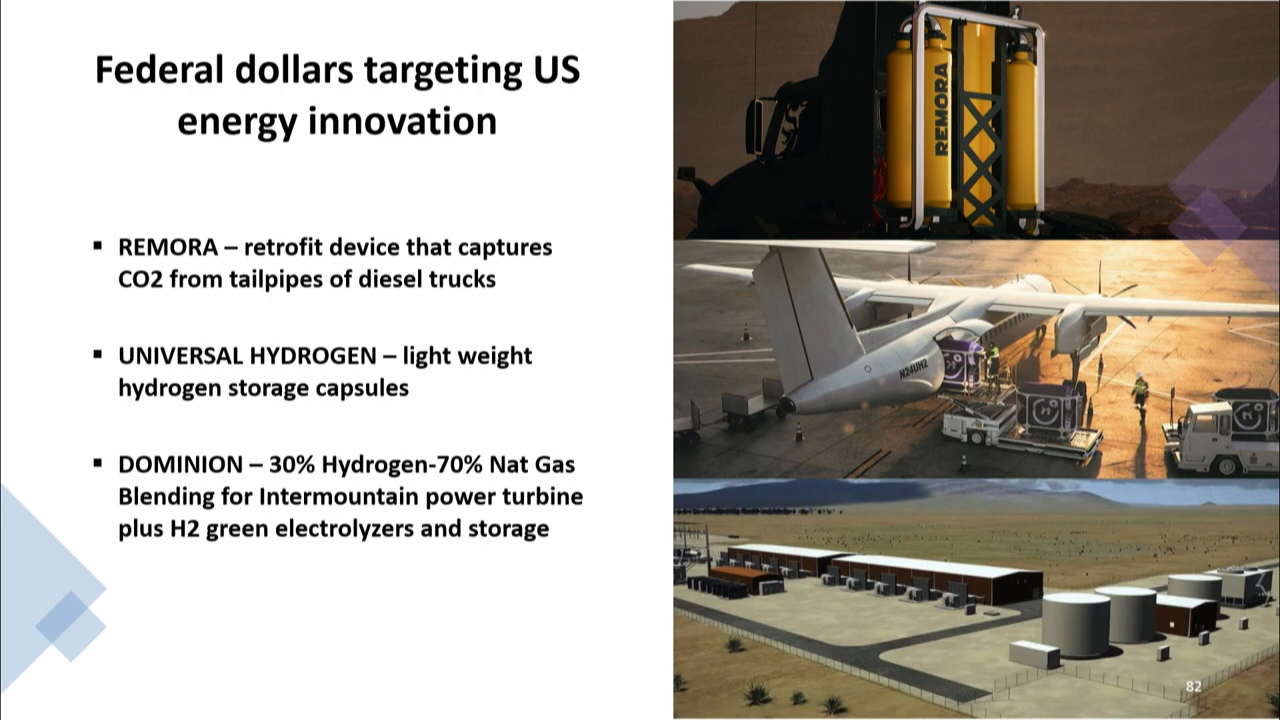 Federal dollars targeting US
energy innovation
▪ REMORA – retrofit device that captures
CO2 from tailpipes of diesel trucks
▪ UNIVERSAL HYDROGEN – light weight
hydrogen storage capsules
▪ DOMINION – 30% Hydrogen-70% Nat Gas
Blending for Intermountain power turbine
plus H2 green electrolyzers and storage
REMORA
N24UH2
82